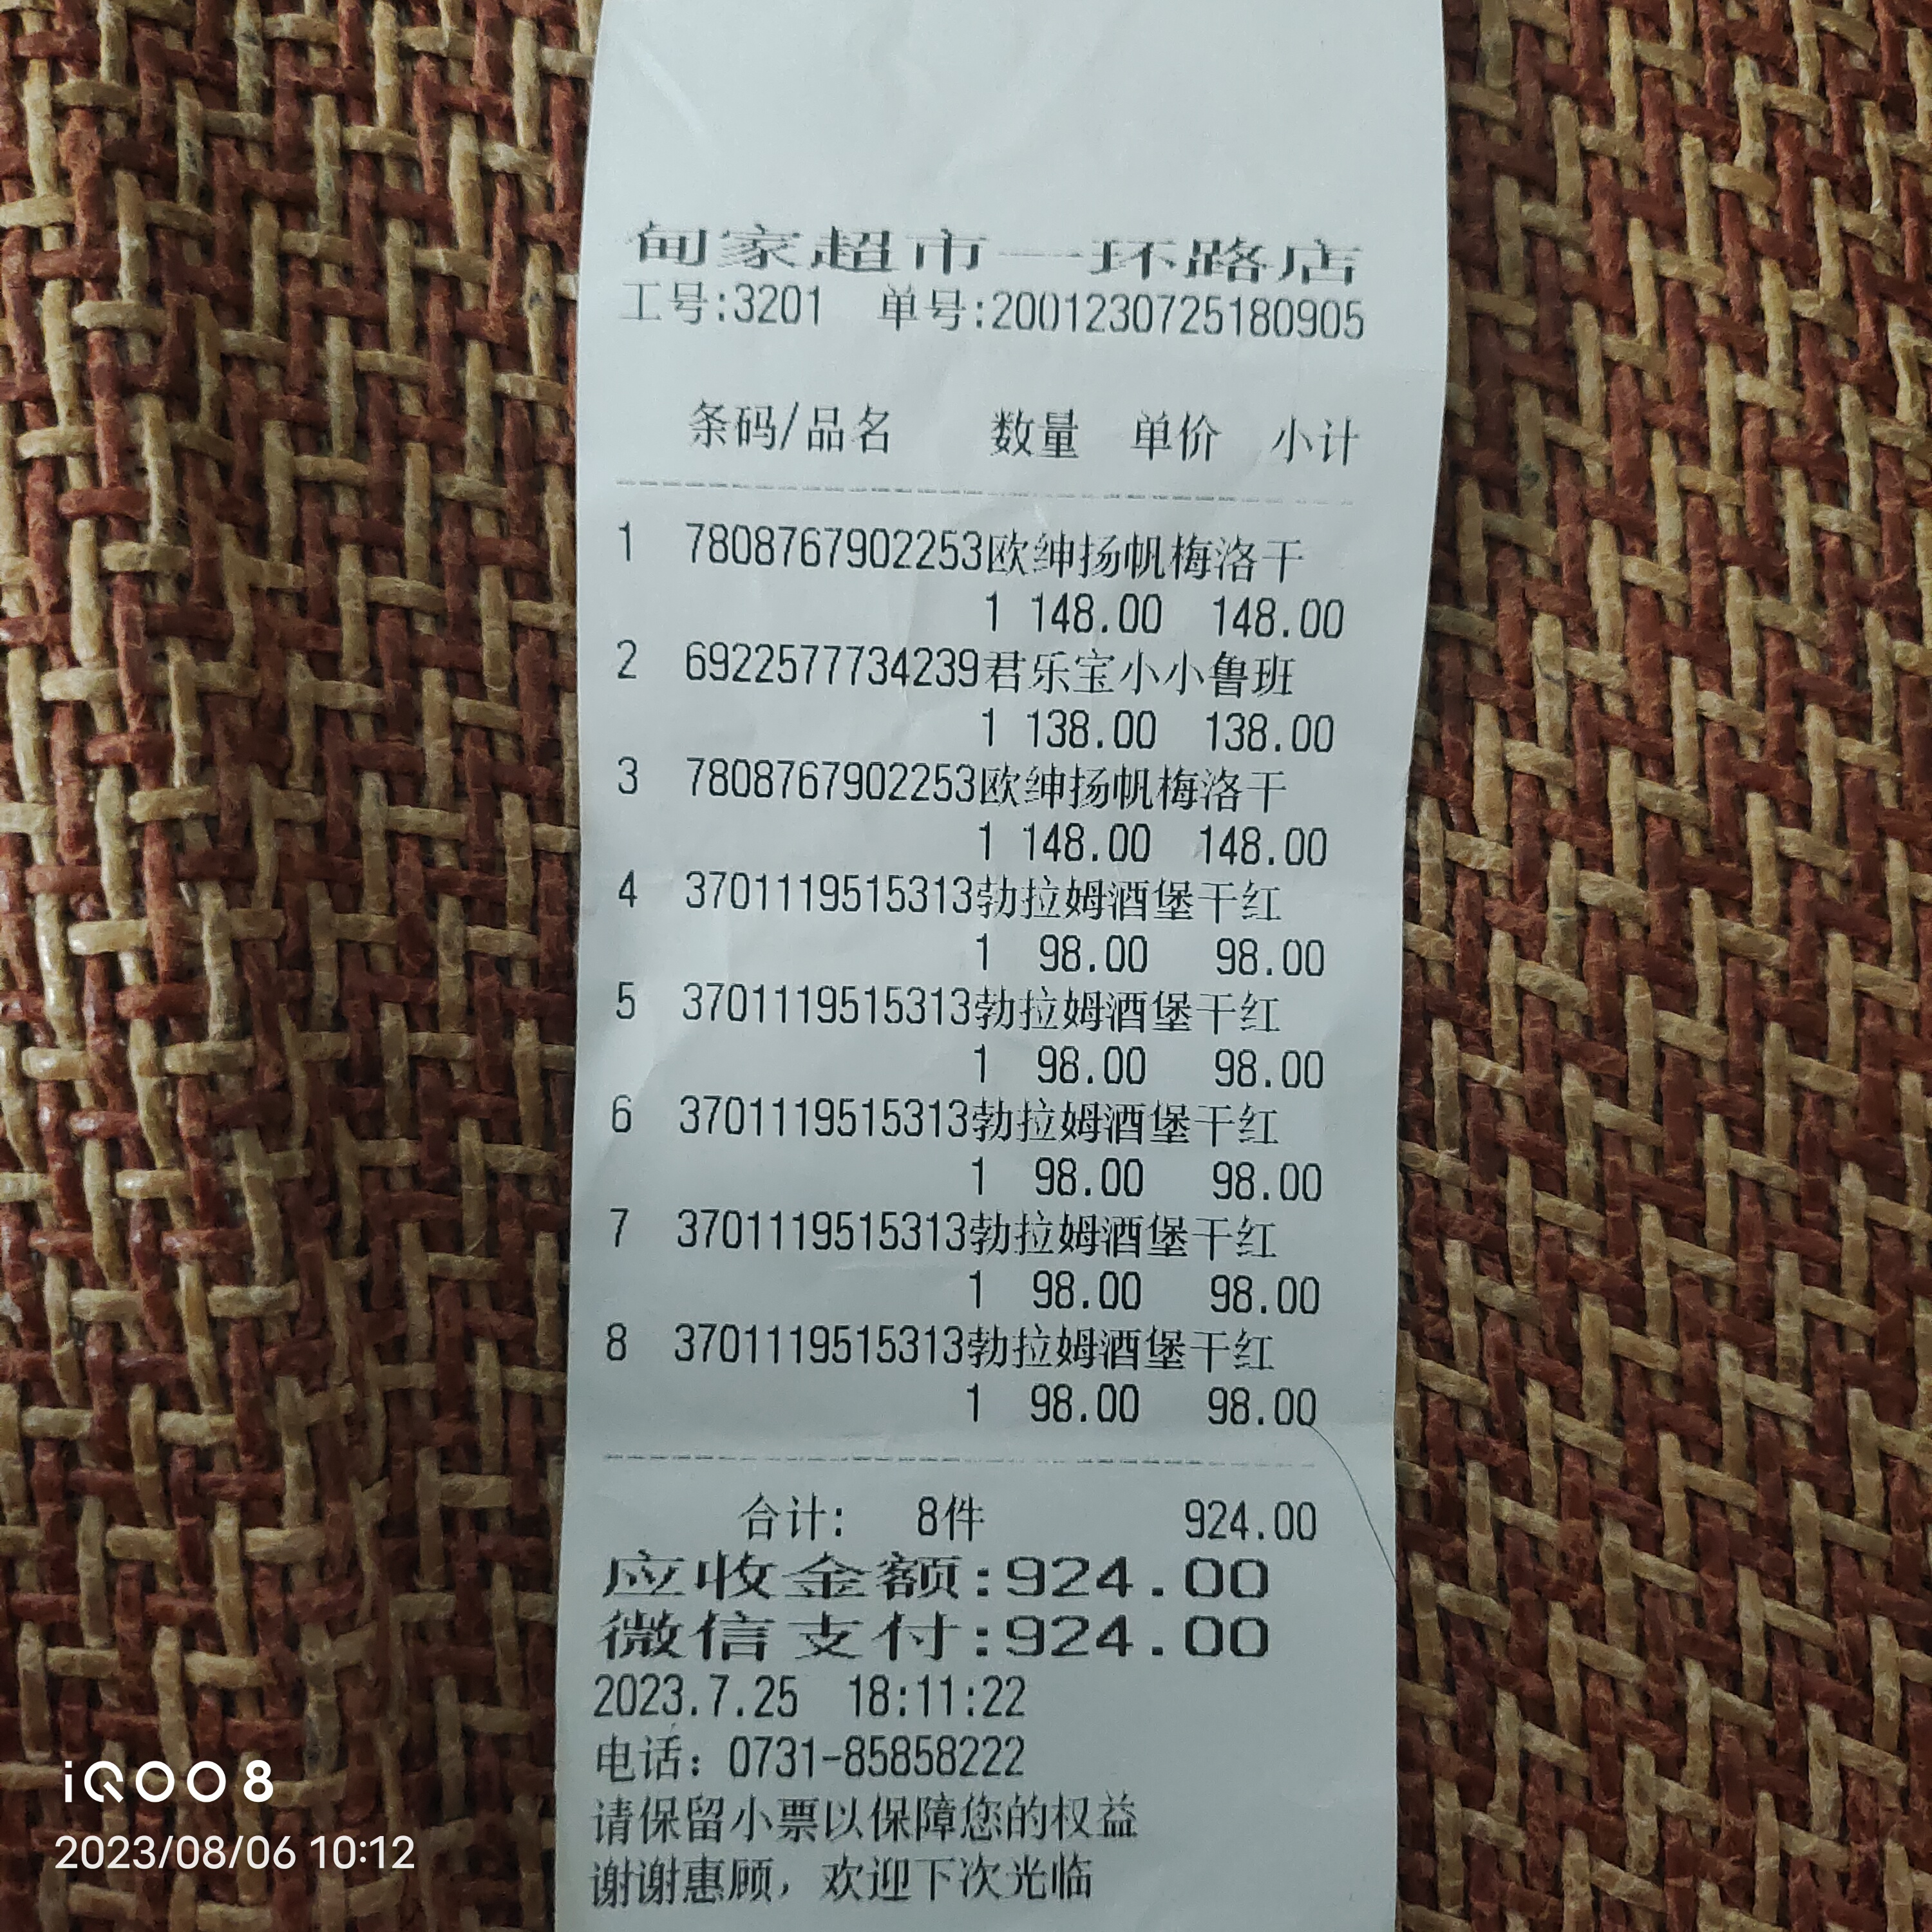 甸家超市一环路店
工号:3201 单号:2001230725180905
条码/品名 数量 单价 小计
1 7808767902253欧绅扬帆梅洛干
1 148.00 148.00
2 6922577734239君乐宝小小鲁班
1 138.00 138.00
3 7808767902253欧绅扬帆梅洛干
1 148.00 148.00
4 3701119515313勃拉姆酒堡干红
1 98.00 98.00
5 3701119515313勃拉姆酒堡干红
1 98.00 98.00
6 3701119515313勃拉姆酒堡干红
1 98.00 98.00
7 3701119515313勃拉姆酒堡干红
1 98.00 98.00
8 3701119515313勃拉姆酒堡干红
1 98.00 98.00
合计: 8件 924.00
应收金额:924.00
微信支付:924.00
2023.7.25 18:11:22
电话: 0731-85858222
请保留小票以保障您的权益
谢谢惠顾, 欢迎下次光临
iQOO 8
2023/08/06 10:12